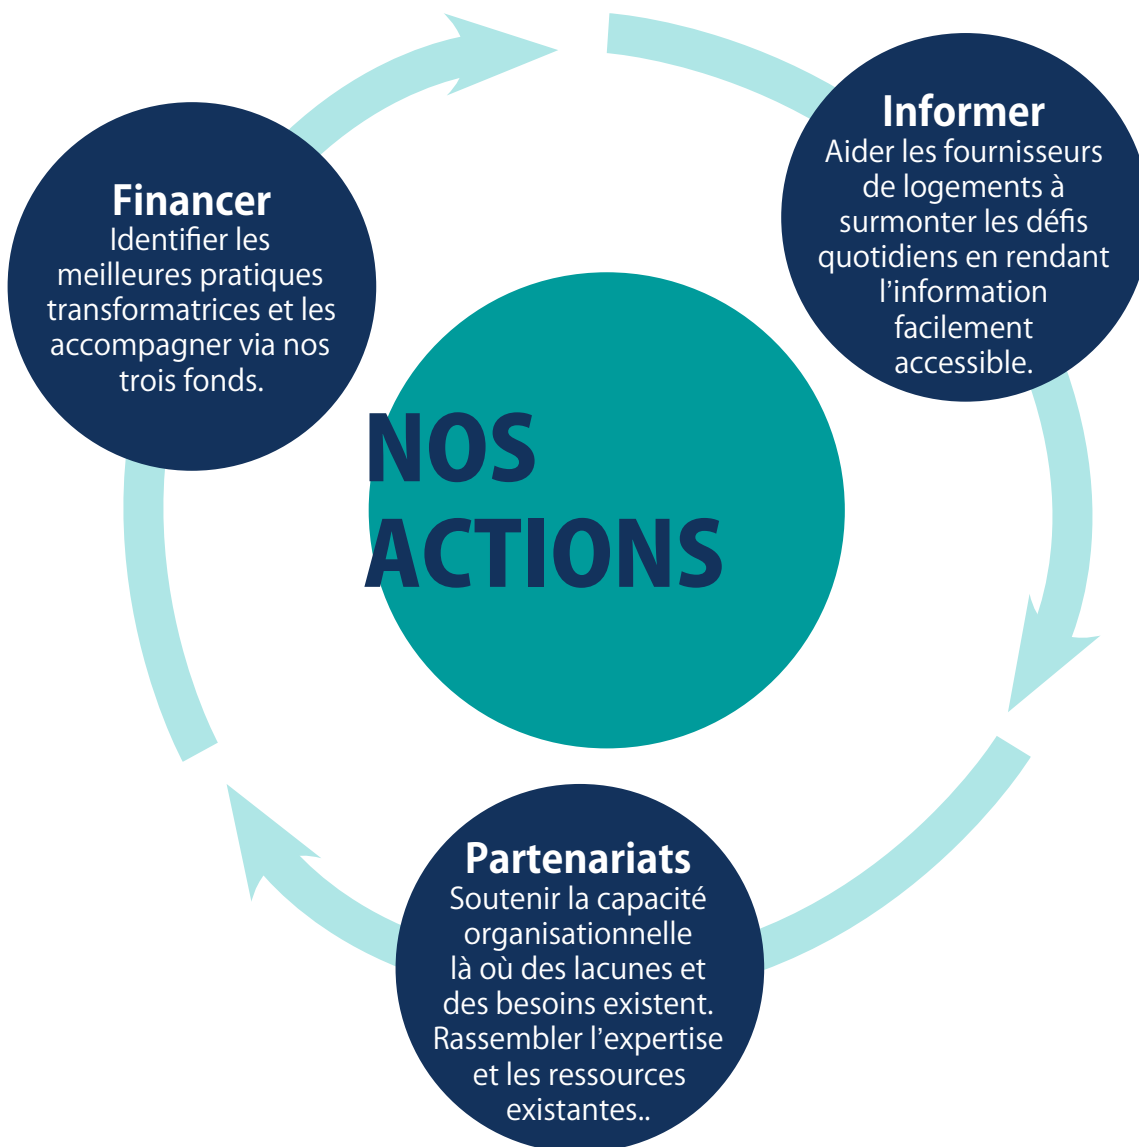 Informer
Aider les fournisseurs
de logements à
surmonter les défis
quotidiens en rendant
l’information
facilement
accessible.
Financer
Identifier les
meilleures pratiques
transformatrices et les
accompagner via nos
trois fonds.
NOS
ACTIONS
Partenariats
Soutenir la capacité
organisationnelle
là où des lacunes et
des besoins existent.
Rassembler l’expertise
et les ressources
existantes..